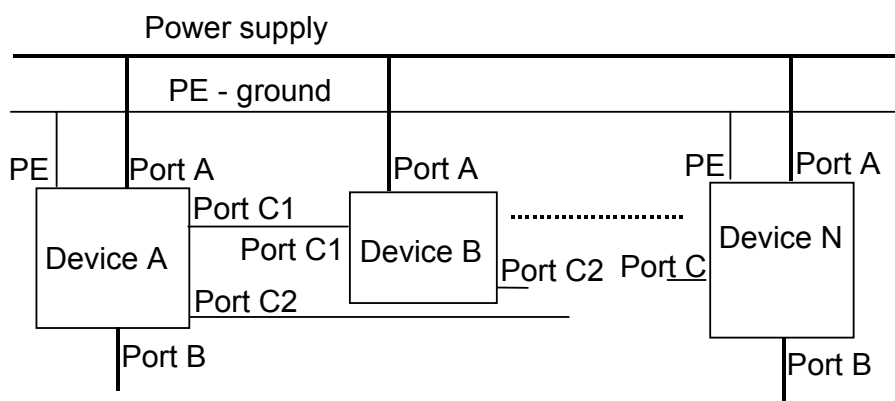 Power supply
PE - ground
PE
Port A
Port A
PE
Port A
Port C1
Device A
Port C1
Device B
Device N
Port C2
Port C
Port C2
Port B
Port B